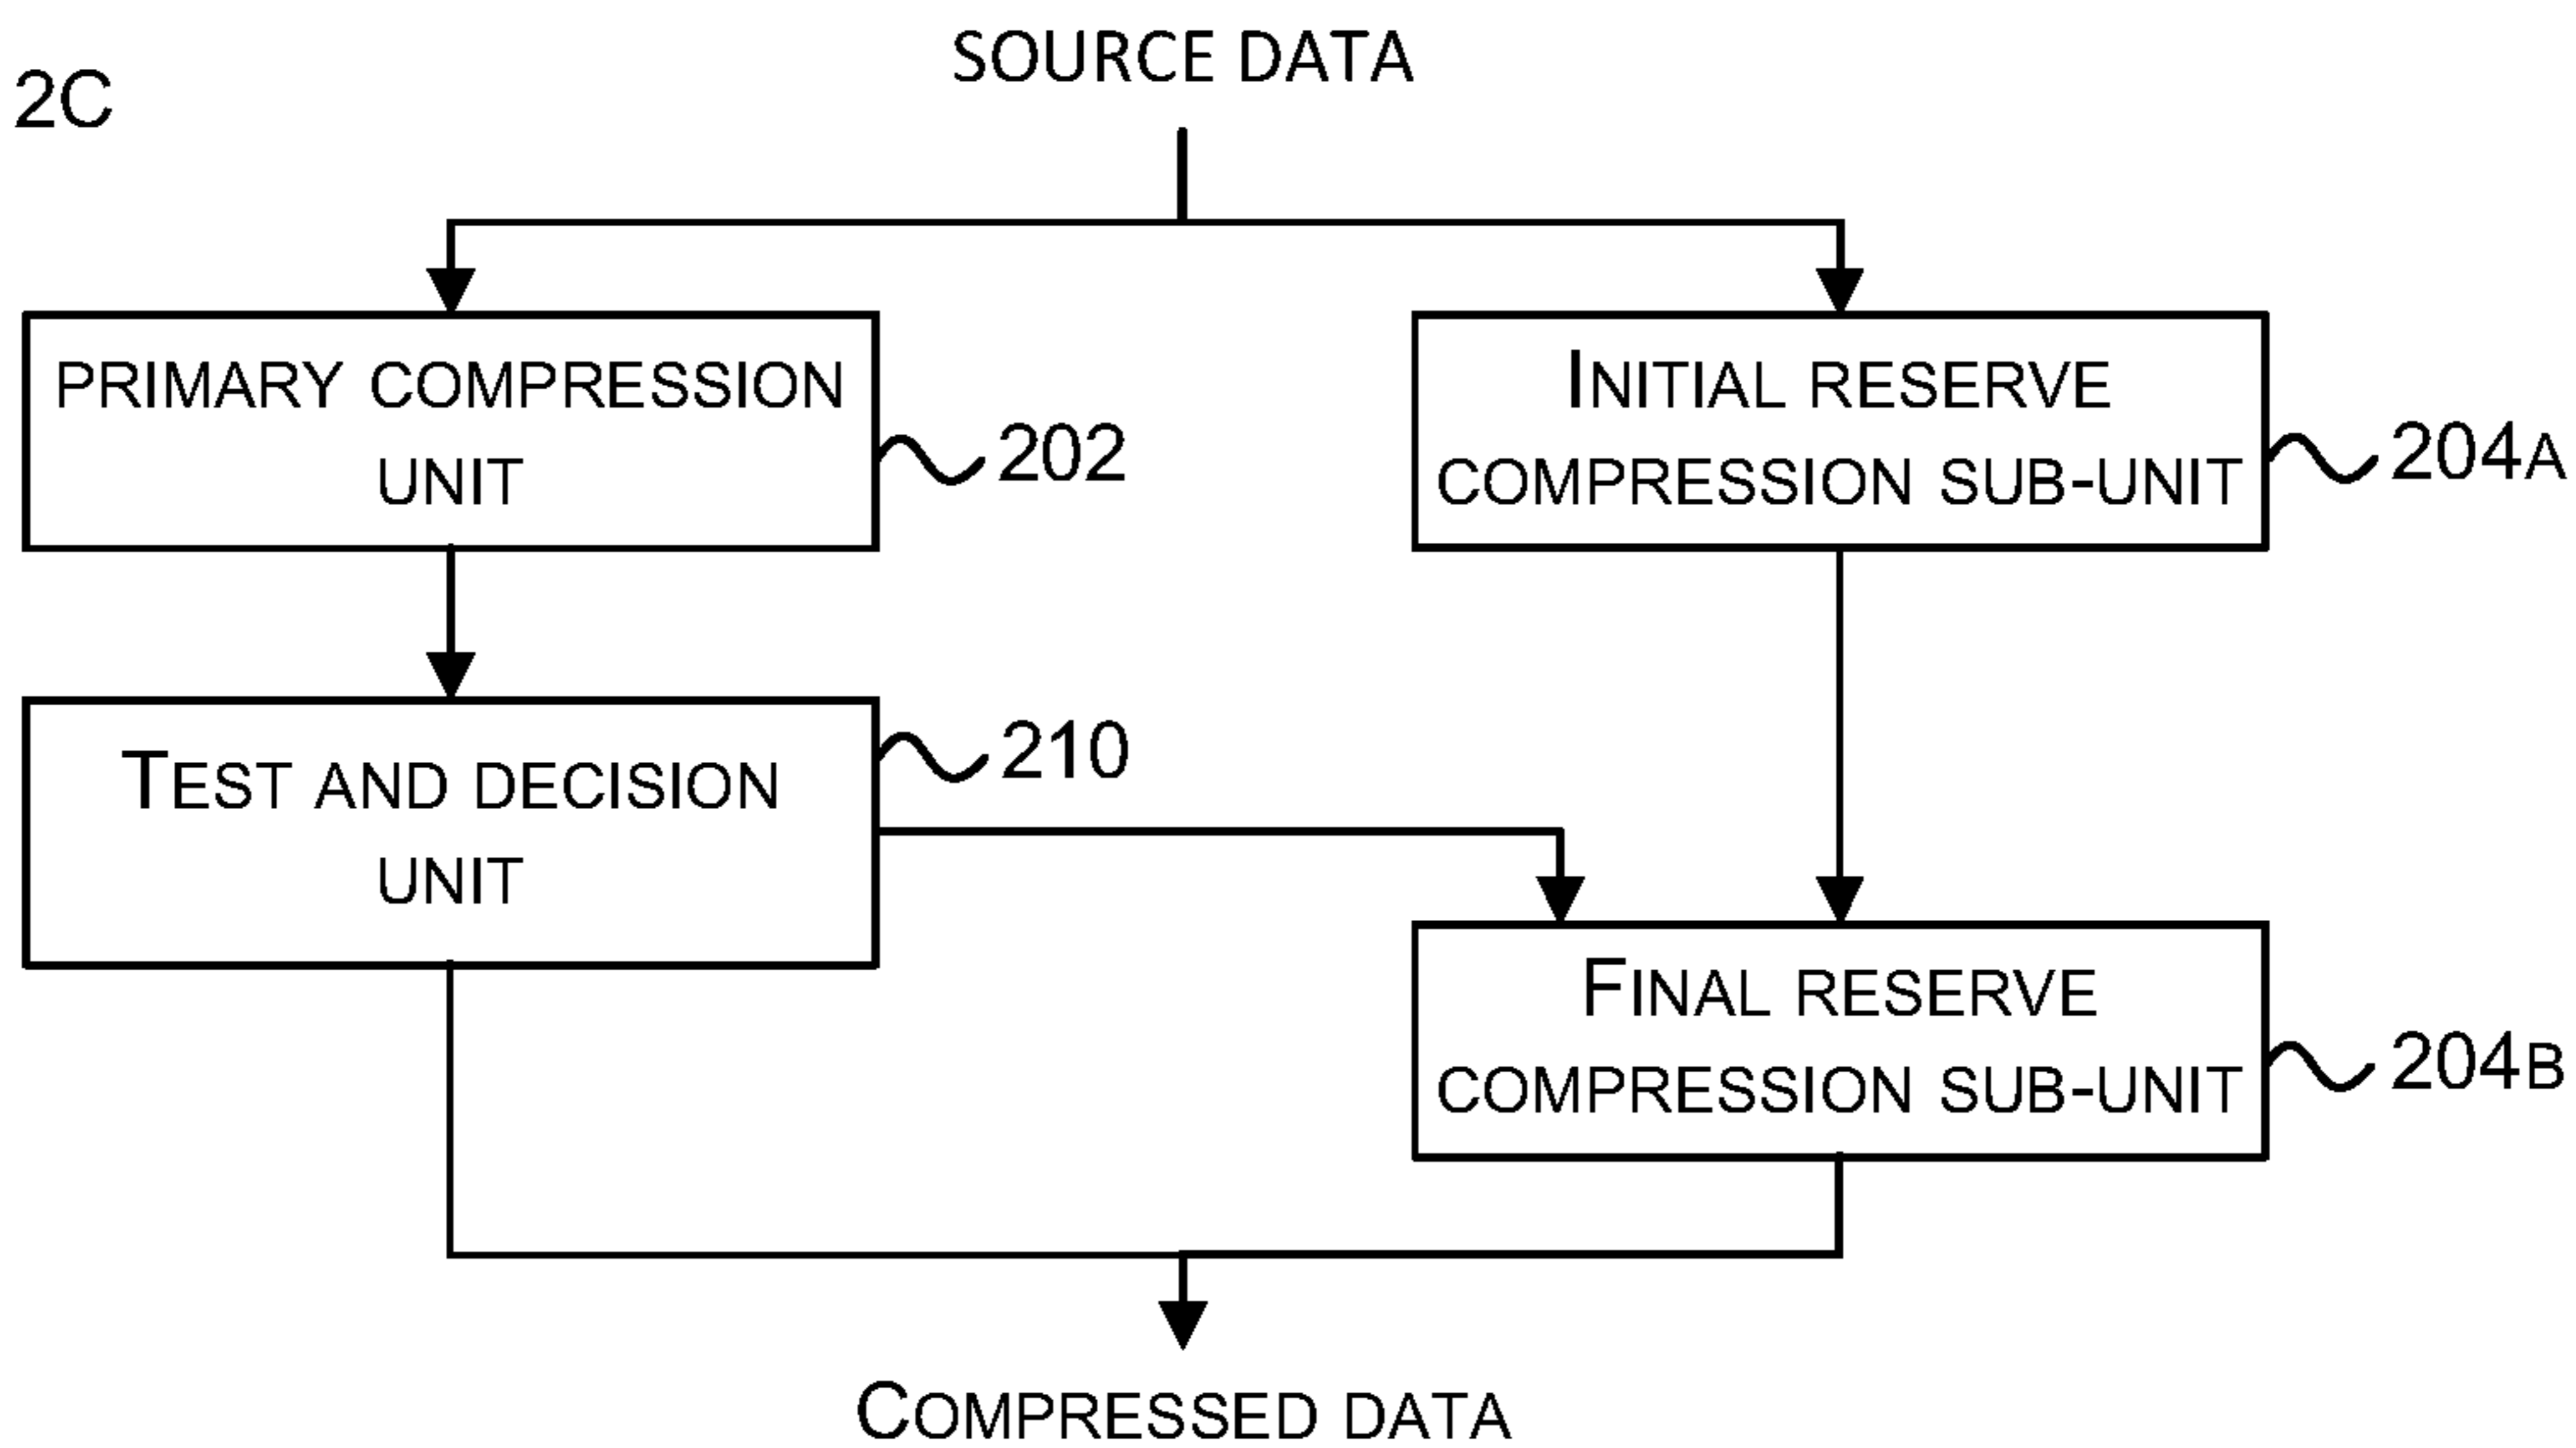 2C
SOURCE DATA
PRIMARY COMPRESSION
UNIT
202
INITIAL RESERVE
COMPRESSION SUB-UNIT
204A
TEST AND DECISION
UNIT
210
FINAL RESERVE
COMPRESSION SUB-UNIT
204B
COMPRESSED DATA